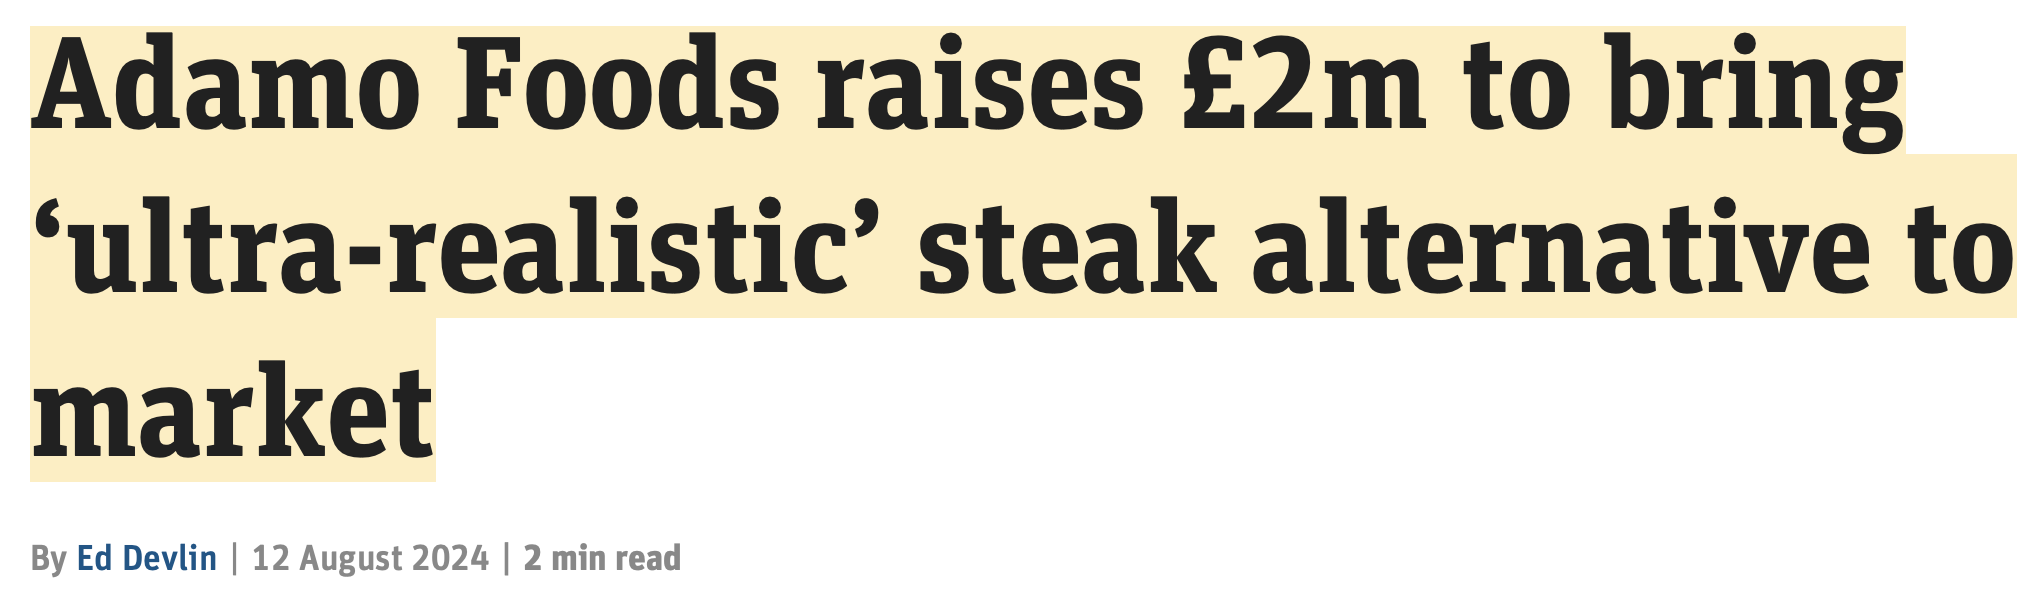 Adamo Foods raises £2m to bring
‘ultra-realistic’ steak alternative to
market
By Ed Devlin | 12 August 2024 | 2 min read